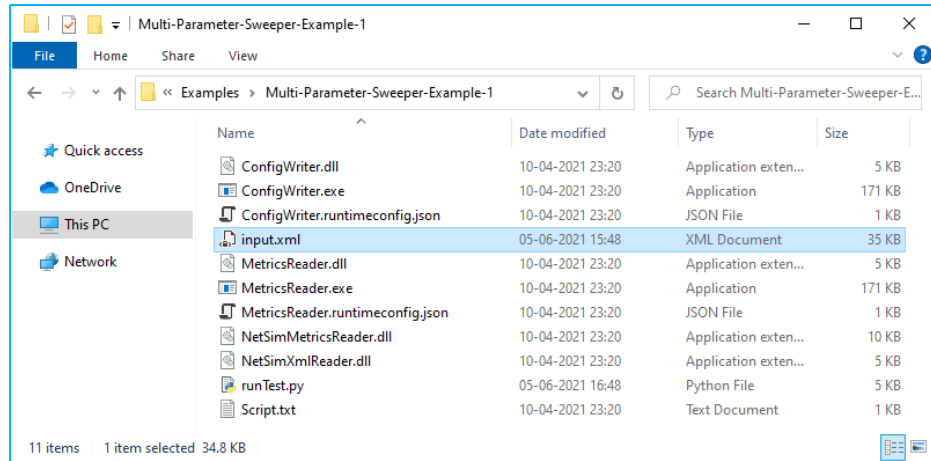 Multi-Parameter-Sweeper-Example-1
File Home Share View
« Examples › Multi-Parameter-Sweeper-Example-1
Search Multi-Parameter-Sweeper-E...
Quick access
OneDrive
This PC
Network
Name Date modified Type Size
ConfigWriter.dll 10-04-2021 23:20 Application exten... 5 KB
ConfigWriter.exe 10-04-2021 23:20 Application 171 KB
ConfigWriter.runtimeconfig.json 10-04-2021 23:20 JSON File 1 KB
input.xml 05-06-2021 15:48 XML Document 35 KB
MetricsReader.dll 10-04-2021 23:20 Application exten... 5 KB
MetricsReader.exe 10-04-2021 23:20 Application 171 KB
MetricsReader.runtimeconfig.json 10-04-2021 23:20 JSON File 1 KB
NetSimMetricsReader.dll 10-04-2021 23:20 Application exten... 10 KB
NetSimXmlReader.dll 10-04-2021 23:20 Application exten... 5 KB
runTest.py 05-06-2021 16:48 Python File 5 KB
Script.txt 10-04-2021 23:20 Text Document 1 KB
11 items 1 item selected 34.8 KB